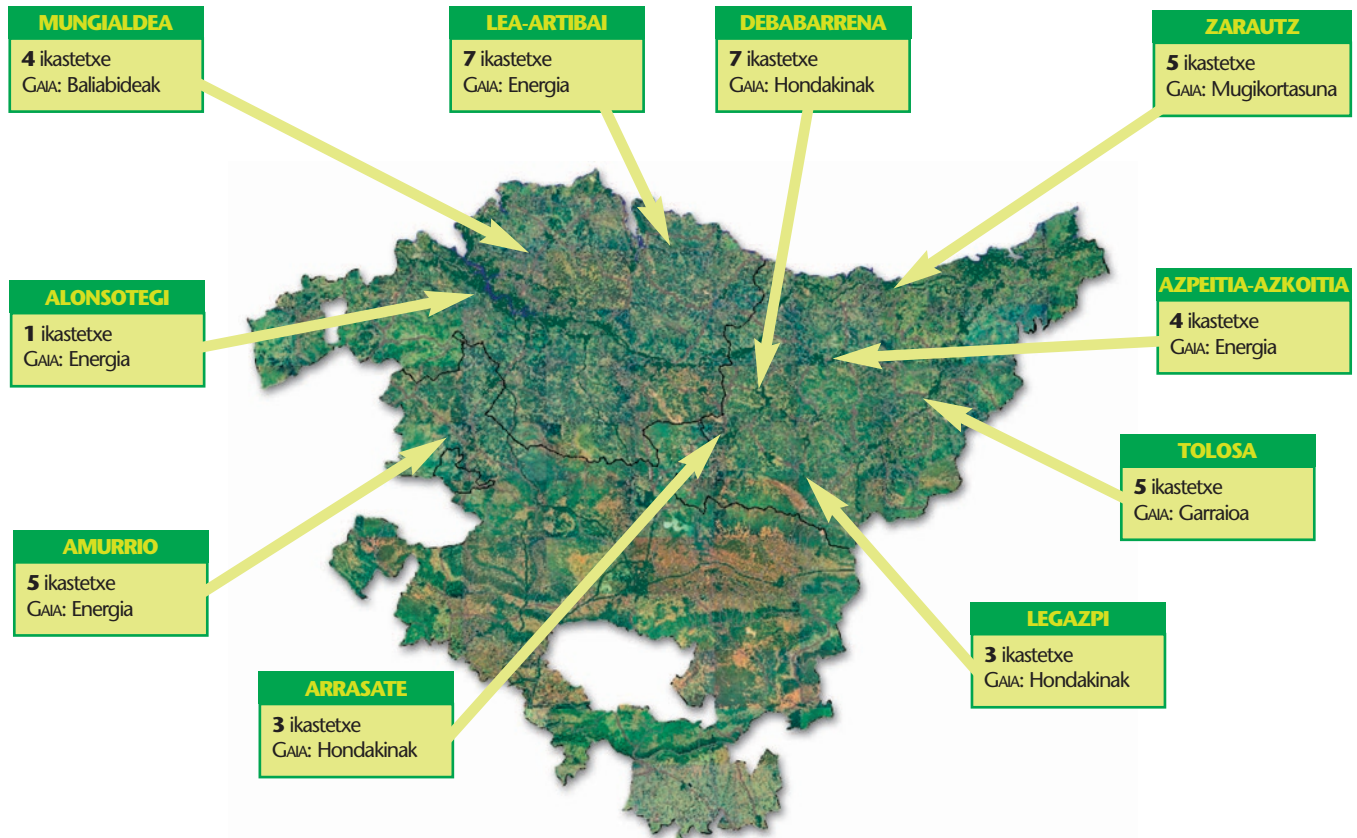 MUNGIALDEA
4 ikastetxe
GAIA: Baliabideak
LEA-ARTIBAI
7 ikastetxe
GAIA: Energia
DEBABARRENA
7 ikastetxe
GAIA: Hondakinak
ZARAUTZ
5 ikastetxe
GAIA: Mugikortasuna
ALONSOTEGI
1 ikastetxe
GAIA: Energia
AZPEITIA-AZKOITIA
4 ikastetxe
GAIA: Energia
TOLOSA
5 ikastetxe
GAIA: Garraioa
AMURRIO
5 ikastetxe
GAIA: Energia
LEGAZPI
3 ikastetxe
GAIA: Hondakinak
ARRASATE
3 ikastetxe
GAIA: Hondakinak